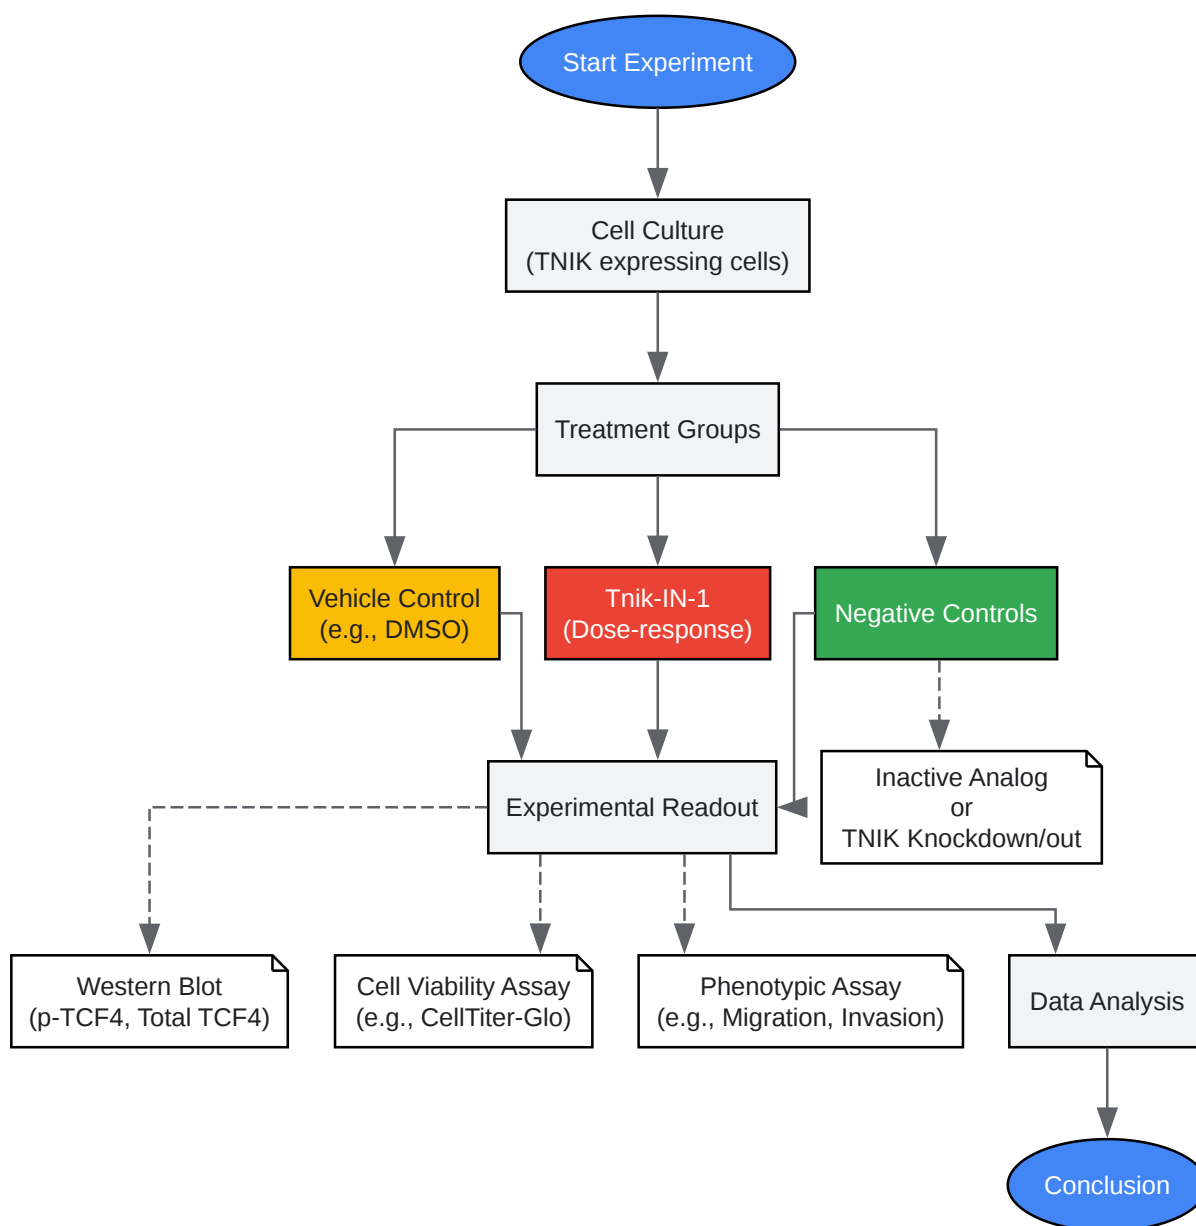 Start Experiment
Cell Culture
(TNIK expressing cells)
Treatment Groups
Vehicle Control
(e.g., DMSO)
Tnik-IN-1
(Dose-response)
Negative Controls
Experimental Readout
Inactive Analog
or
TNIK Knockdown/out
Western Blot
(p-TCF4, Total TCF4)
Cell Viability Assay
(e.g., CellTiter-Glo)
Phenotypic Assay
(e.g., Migration, Invasion)
Data Analysis
Conclusion